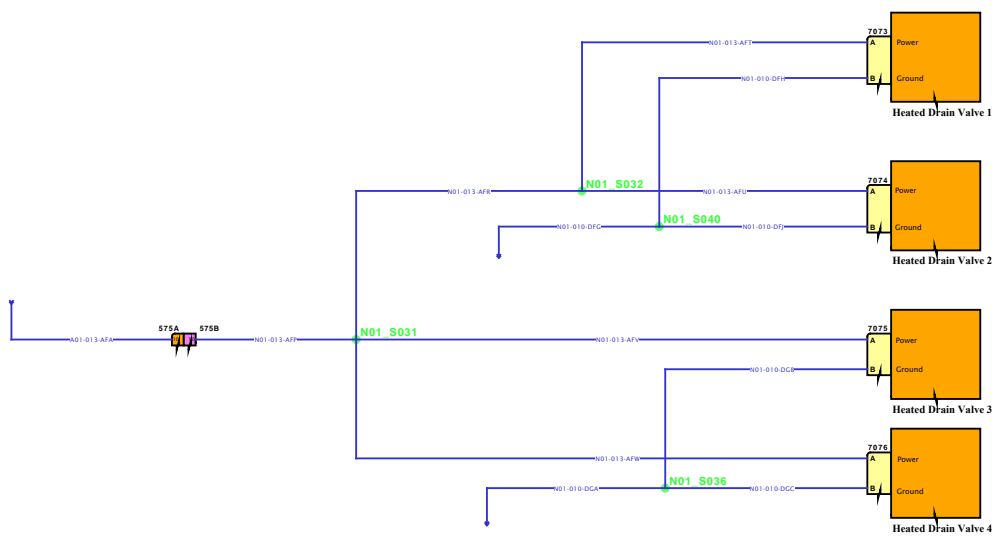 7073
N01-013-AFT
A
Power
N01-010-DFH
B
Ground
Heated Drain Valve 1
7074
N01_S032
N01-013-AFR
N01-013-AFU
A
Power
N01_S040
N01-010-DFG
N01-010-DFJ
B
Ground
Heated Drain Valve 2
7075
575A
575B
N01_S031
A01-013-AFA
N01-013-AFP
N01-013-AFV
A
Power
N01-010-DGB
B
Ground
Heated Drain Valve 3
7076
N01-013-AFW
A
Power
N01_S036
N01-010-DGA
N01-010-DGC
B
Ground
Heated Drain Valve 4